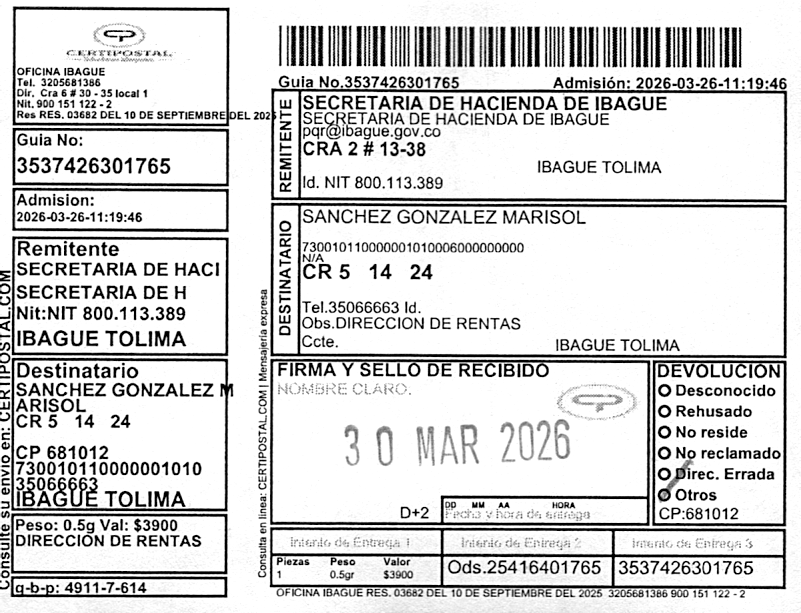 CERTIPOSTAL
OFICINA IBAGUE
Tel. 3205681386
Dir. Cra 6 # 30 - 35 local 1
Nit. 900 151 122 - 2
Res RES. 03682 DEL 10 DE SEPTIEMBRE DEL 2025
Guia No:
3537426301765
Admision:
2026-03-26-11:19:46
Remitente
SECRETARIA DE HACI
SECRETARIA DE H
Nit:NIT 800.113.389
IBAGUE TOLIMA
Destinatario
SANCHEZ GONZALEZ M
ARISOL
CR 5 14 24
CP 681012
730010110000001010
35066663
IBAGUE TOLIMA
Peso: 0.5g Val: $3900
DIRECCION DE RENTAS
g-b-p: 4911-7-614
Consulte su envio en: CERTIPOSTAL.COM
Guia No.3537426301765 Admisión: 2026-03-26-11:19:46
REMITENTE
SECRETARIA DE HACIENDA DE IBAGUE
SECRETARIA DE HACIENDA DE IBAGUE
pqr@ibague.gov.co
CRA 2 # 13-38
IBAGUE TOLIMA
Id. NIT 800.113.389
DESTINATARIO
SANCHEZ GONZALEZ MARISOL
730010110000001010006000000000
N/A
CR 5 14 24
Tel.35066663 Id.
Obs.DIRECCION DE RENTAS
Ccte. IBAGUE TOLIMA
Consulta en linea: CERTIPOSTAL.COM | Mensajería expresa
FIRMA Y SELLO DE RECIBIDO
NOMBRE CLARO.
30 MAR 2026
D+2
DD MM AA HORA
Fecha y hora de entrega
DEVOLUCION
Desconocido
Rehusado
No reside
No reclamado
Direc. Errada
Otros
CP:681012
Intento de Entrega 1 Intento de Entrega 2 Intento de Entrega 3
Piezas Peso Valor
1 0.5gr $3900
Ods.25416401765 3537426301765
OFICINA IBAGUE RES. 03682 DEL 10 DE SEPTIEMBRE DEL 2025 3205681386 900 151 122 - 2